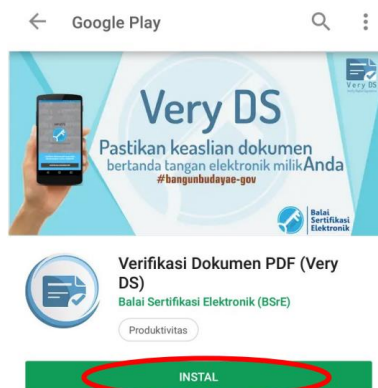 Google Play
Very DS
Very DS
Pastikan keaslian dokumen
bertanda tangan elektronik milik Anda
#bangunbudayae-gov
Balai
Sertifikasi
Elektronik
Verifikasi Dokumen PDF (Very
DS)
Balai Sertifikasi Elektronik (BSrE)
Produktivitas
INSTAL